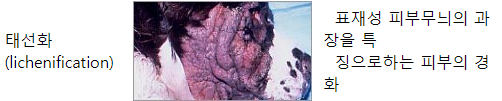 태선화
(lichenification)
표재성 피부무늬의 과
장을 특
징으로하는 피부의 경
화